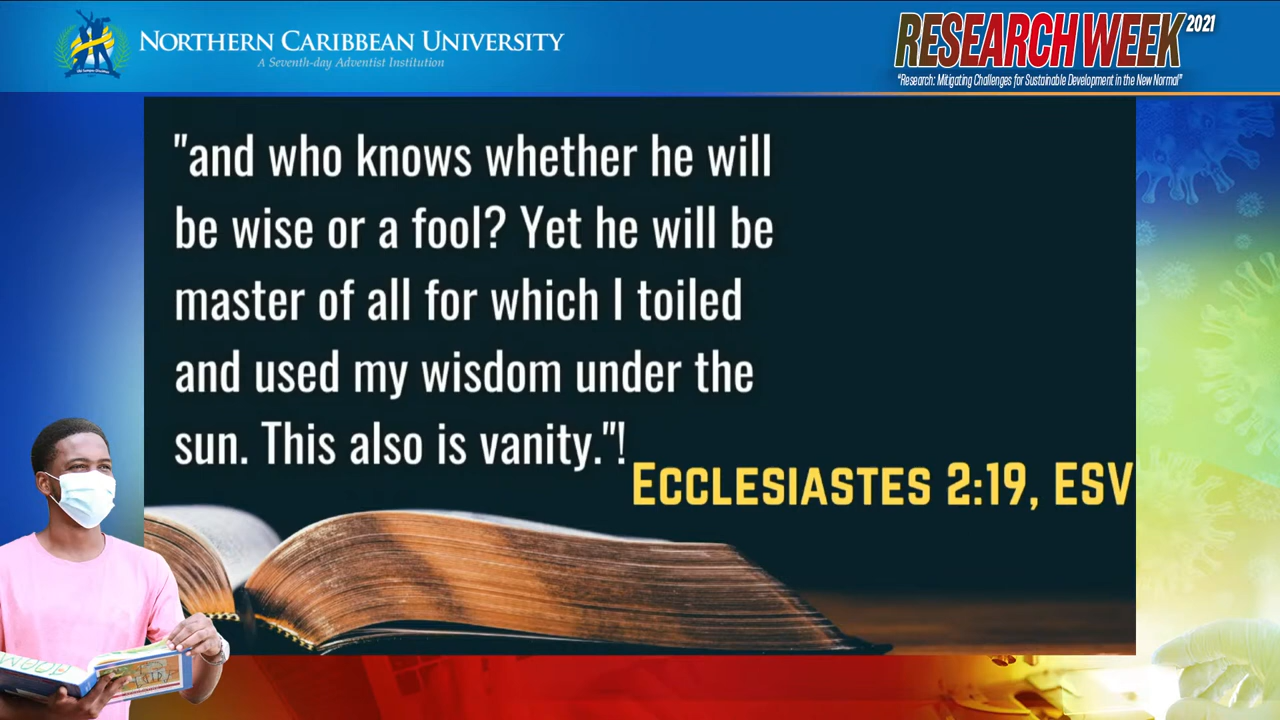 NORTHERN CARIBBEAN UNIVERSITY
A Seventh-day Adventist Institution
RESEARCH WEEK 2021
"Research: Mitigating Challenges for Sustainable Development in the New Normal"
"and who knows whether he will
be wise or a fool? Yet he will be
master of all for which I toiled
and used my wisdom under the
sun. This also is vanity."!
ECCLESIASTES 2:19, ESV